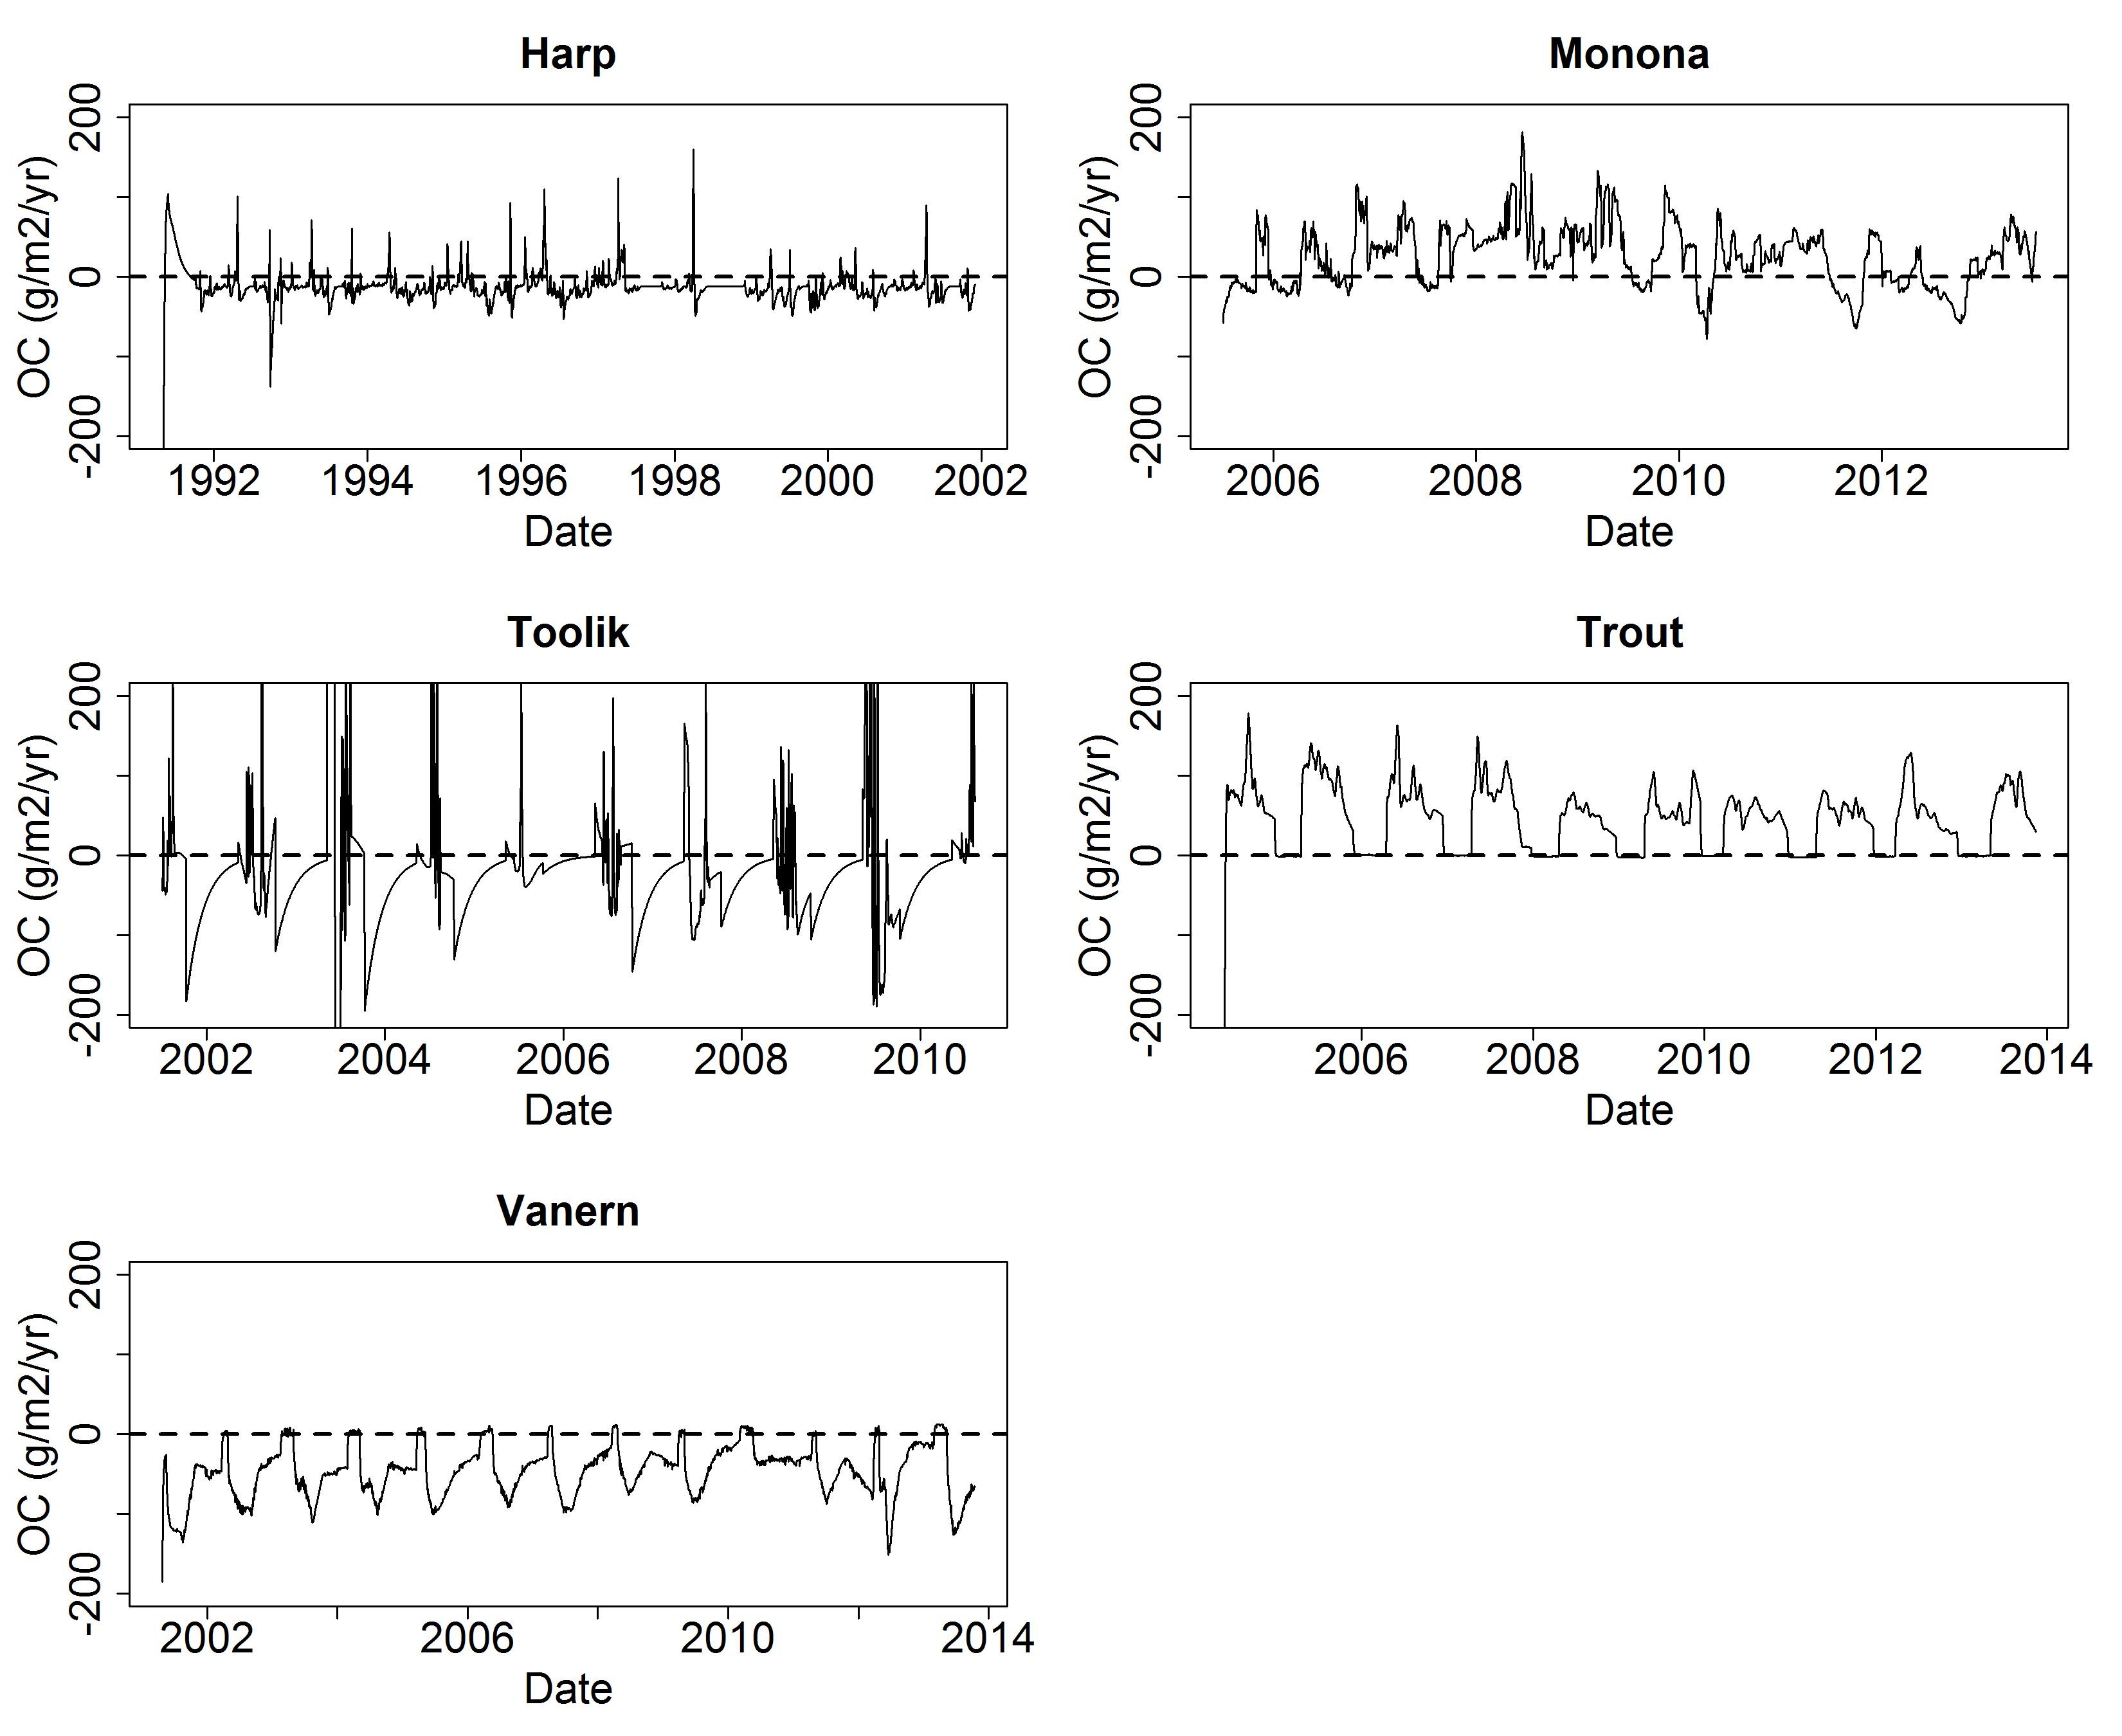 Harp
OC (g/m2/yr)
200
0
-200
1992 1994 1996 1998 2000 2002
Date
Monona
OC (g/m2/yr)
200
0
-200
2006 2008 2010 2012
Date
Toolik
OC (g/m2/yr)
200
0
-200
2002 2004 2006 2008 2010
Date
Trout
OC (g/m2/yr)
200
0
-200
2006 2008 2010 2012 2014
Date
Vanern
OC (g/m2/yr)
200
0
-200
2002 2006 2010 2014
Date